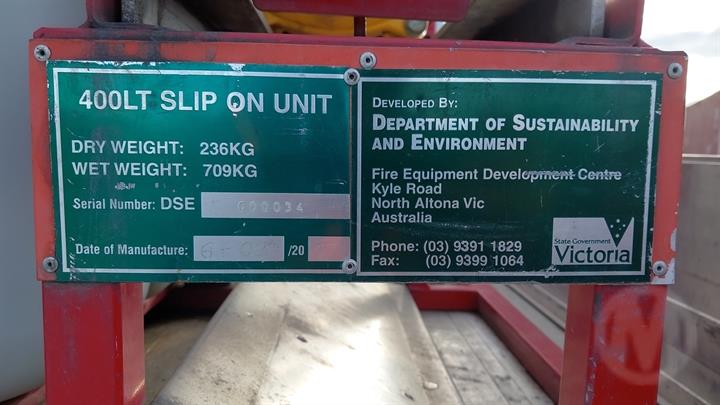 400LT SLIP ON UNIT
DRY WEIGHT: 236KG
WET WEIGHT: 709KG
Serial Number: DSE 000034
Date of Manufacture: /20
DEVELOPED BY:
DEPARTMENT OF SUSTAINABILITY
AND ENVIRONMENT
Fire Equipment Development Centre
Kyle Road
North Altona Vic
Australia
Phone: (03) 9391 1829
Fax: (03) 9399 1064
State Government
Victoria